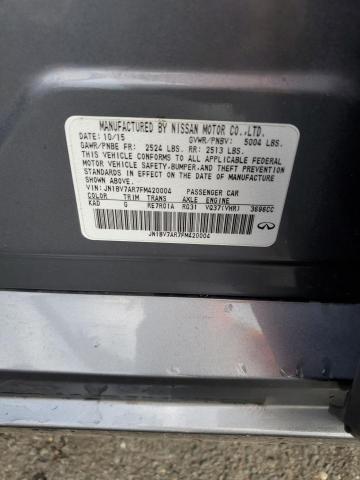 MANUFACTURED BY NISSAN MOTOR CO.,LTD.
DATE: 10/15 GVWR/PNBV: 5004 LBS.
GAWR/PNBE FR: 2524 LBS. RR: 2513 LBS.
THIS VEHICLE CONFORMS TO ALL APPLICABLE FEDERAL
MOTOR VEHICLE SAFETY,BUMPER,AND THEFT PREVENTION
STANDARDS IN EFFECT ON THE DATE OF MANUFACTURE
SHOWN ABOVE.
VIN: JN1BV7AR7FM420004 PASSENGER CAR
COLOR TRIM TRANS AXLE ENGINE
KAD G RE7R01A RG31 VQ37(VHR) 3696CC
JN1BV7AR7FM420004